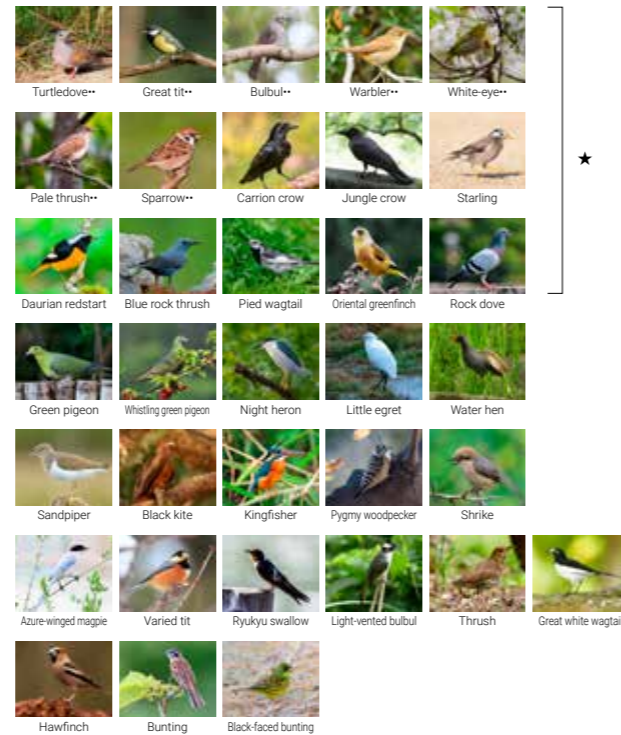 Turtledove•• Great tit•• Bulbul•• Warbler•• White-eye••
★
Pale thrush•• Sparrow•• Carrion crow Jungle crow Starling
Daurian redstart Blue rock thrush Pied wagtail Oriental greenfinch Rock dove
Green pigeon Whistling green pigeon Night heron Little egret Water hen
Sandpiper Black kite Kingfisher Pygmy woodpecker Shrike
Azure-winged magpie Varied tit Ryukyu swallow Light-vented bulbul Thrush Great white wagtai
Hawfinch Bunting Black-faced bunting